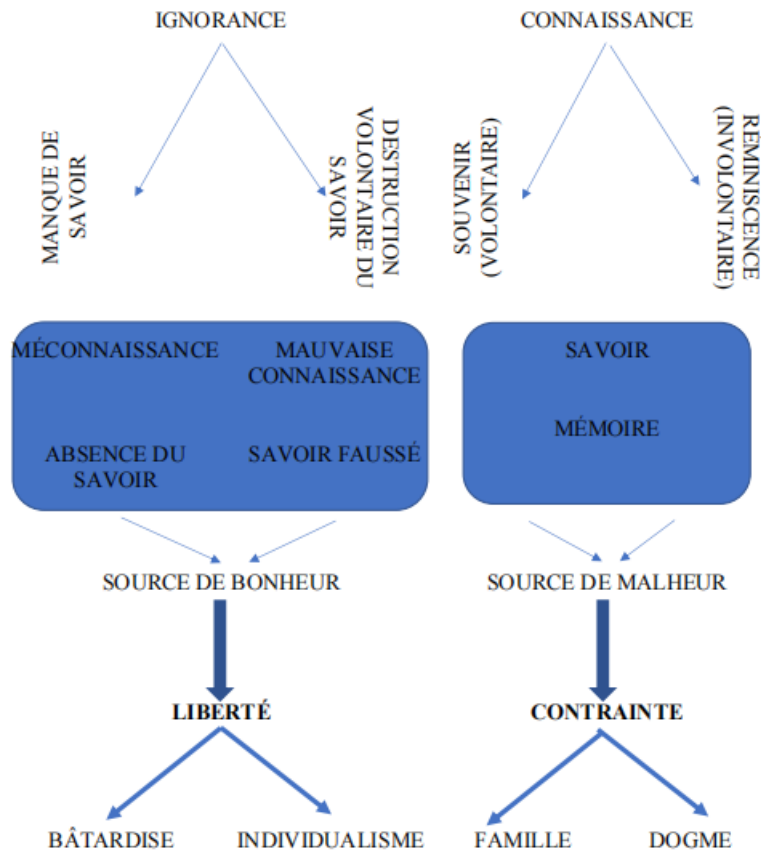 IGNORANCE
CONNAISSANCE
MANQUE DE
SAVOIR
DESTRUCTION
VOLONTAIRE DU
SAVOIR
SOUVENIR
(VOLONTAIRE)
REMINISCENCE
(INVOLONTAIRE)
MÉCONNAISSANCE
MAUVAISE
CONNAISSANCE
ABSENCE DU
SAVOIR
SAVOIR FAUSSÉ
SAVOIR
MÉMOIRE
SOURCE DE BONHEUR
SOURCE DE MALHEUR
LIBERTÉ
CONTRAINTE
BÂTARDISE
INDIVIDUALISME
FAMILLE
DOGME